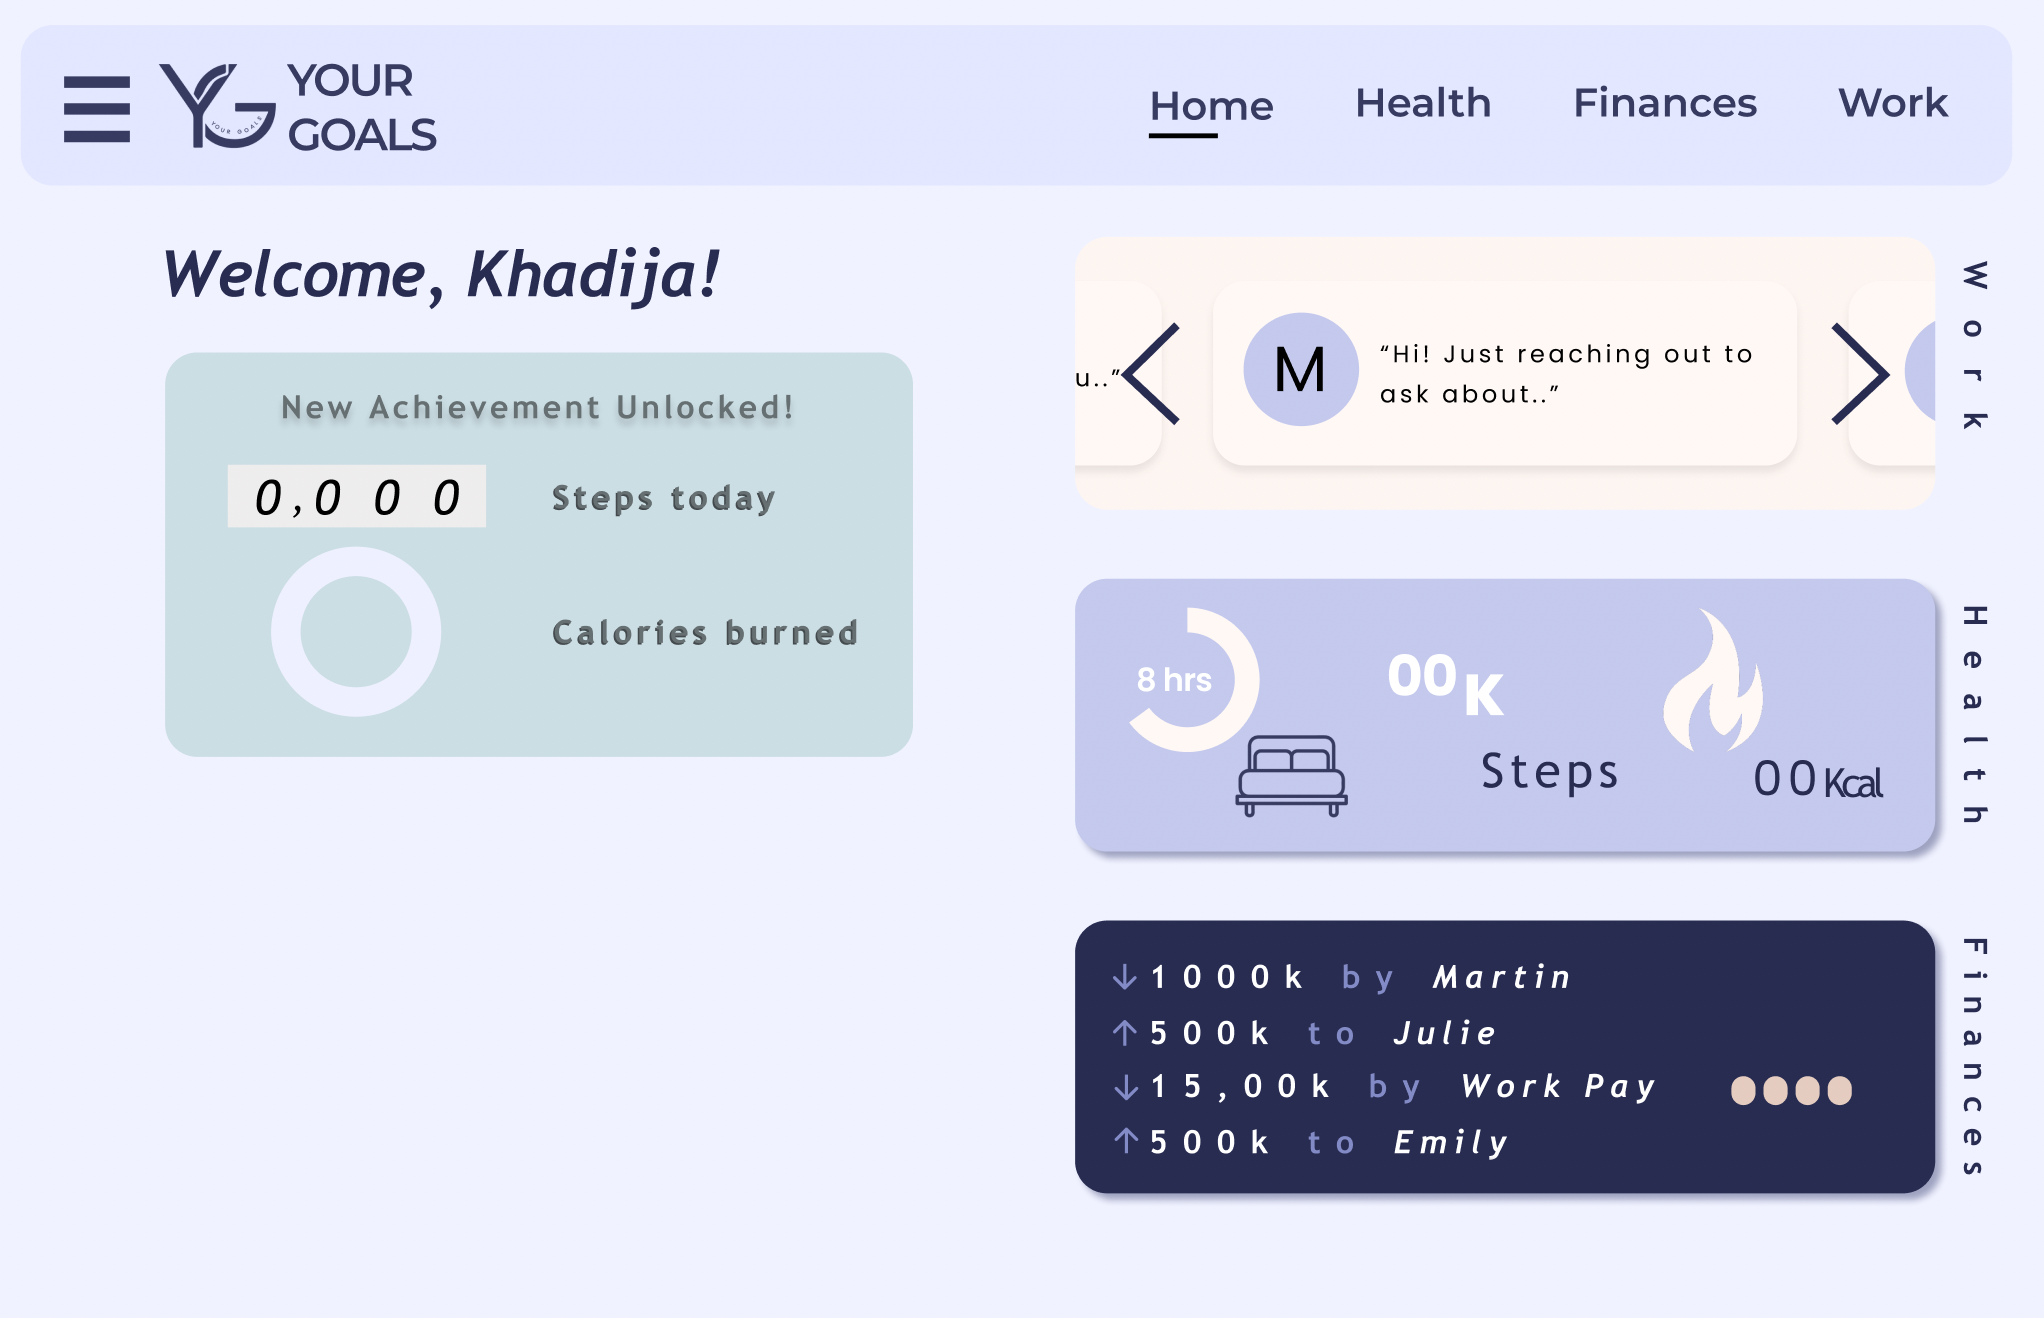 YOUR
GOALS
YOUR GOALS
Home Health Finances Work
Welcome, Khadija!
New Achievement Unlocked!
0,0 0 0 Steps today
Calories burned
u..”
M
“Hi! Just reaching out to
ask about..”
Work
8 hrs
00K
Steps
00Kcal
Health
1000k by Martin
500k to Julie
15,00k by Work Pay
500k to Emily
Finances